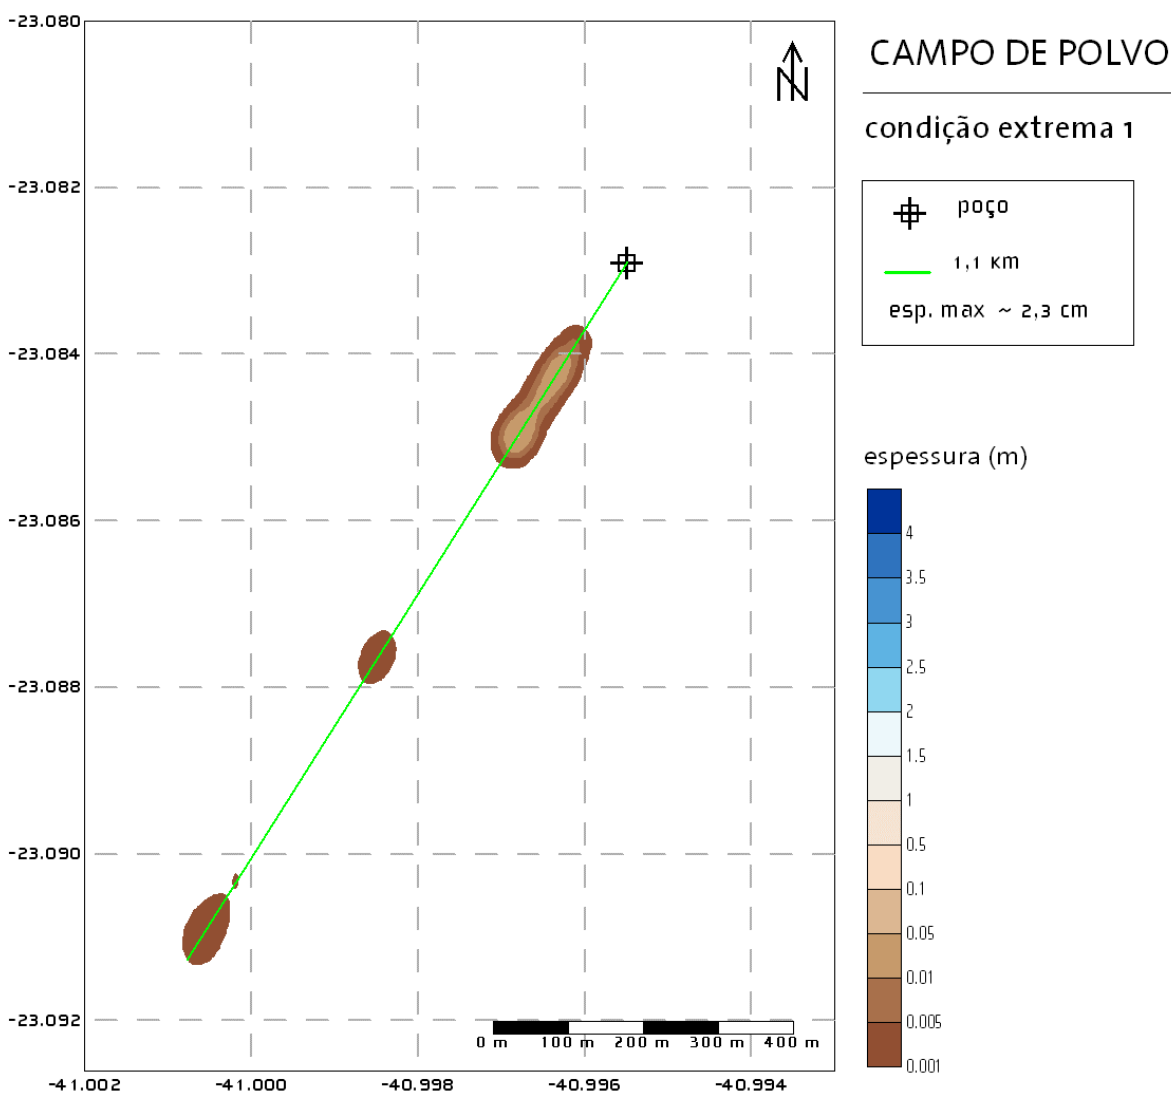 CAMPO DE POLVO
condição extrema 1
poço
1,1 km
esp. max ~ 2,3 cm
espessura (m)
4
3.5
3
2.5
2
1.5
1
0.5
0.1
0.05
0.01
0.005
0.001
N
-23.080
-23.082
-23.084
-23.086
-23.088
-23.090
-23.092
0 m 100 m 200 m 300 m 400 m
-41.002 -41.000 -40.998 -40.996 -40.994